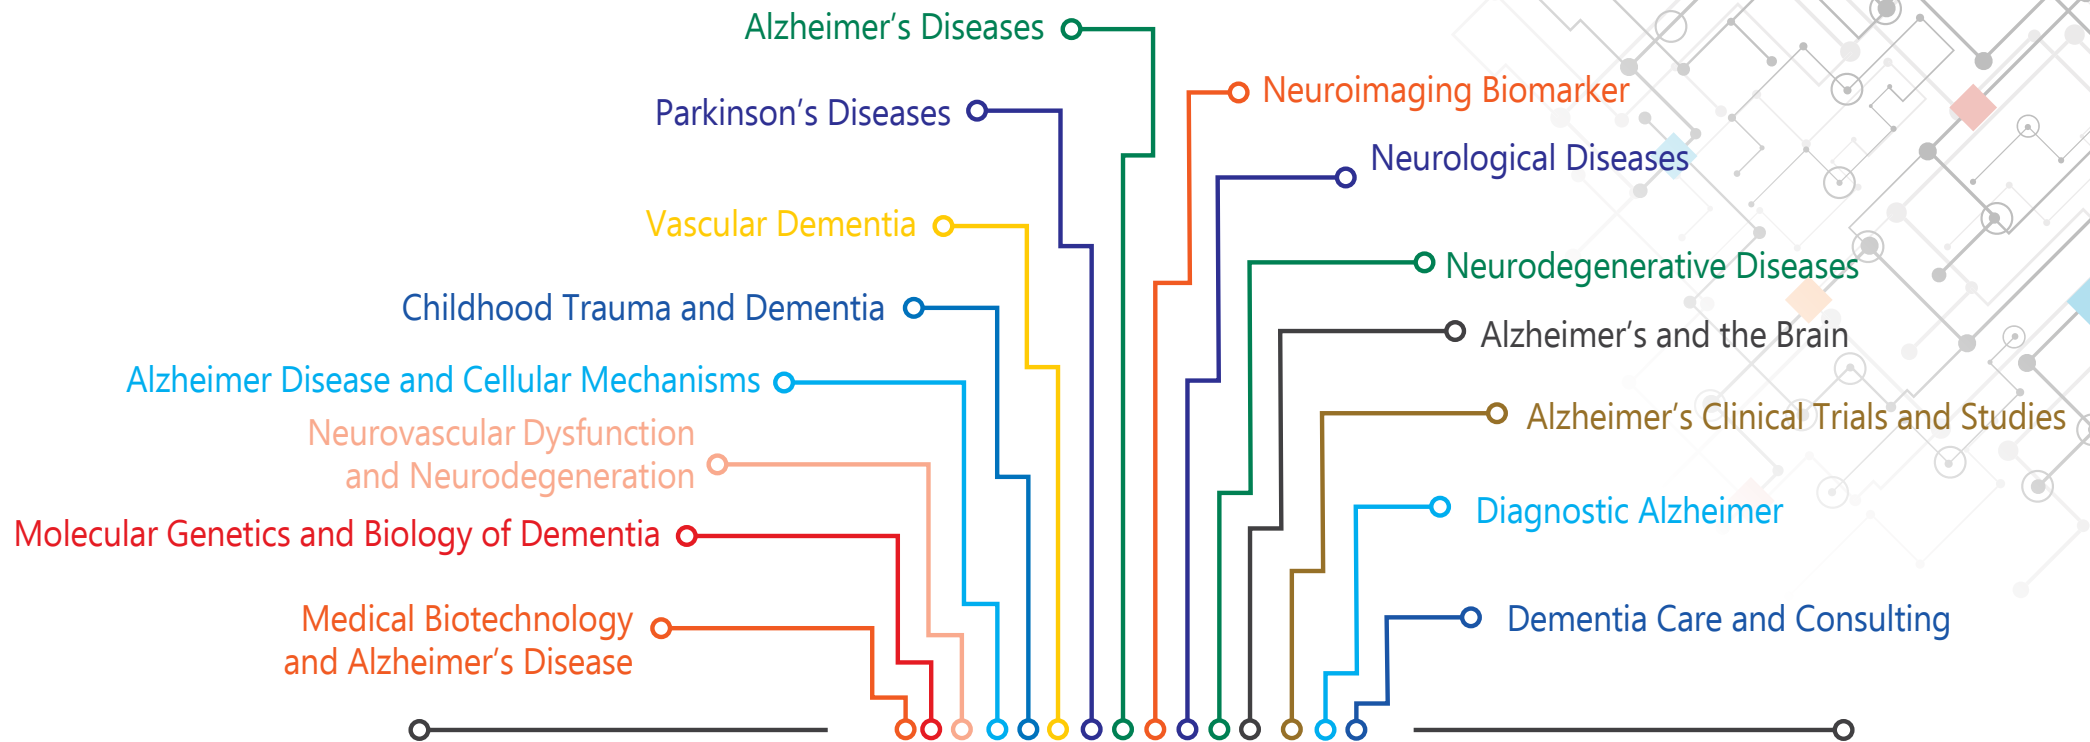 Alzheimer's Diseases
Parkinson's Diseases
Vascular Dementia
Childhood Trauma and Dementia
Alzheimer Disease and Cellular Mechanisms
Neurovascular Dysfunction
and Neurodegeneration
Molecular Genetics and Biology of Dementia
Medical Biotechnology
and Alzheimer's Disease
Neuroimaging Biomarker
Neurological Diseases
Neurodegenerative Diseases
Alzheimer's and the Brain
Alzheimer's Clinical Trials and Studies
Diagnostic Alzheimer
Dementia Care and Consulting